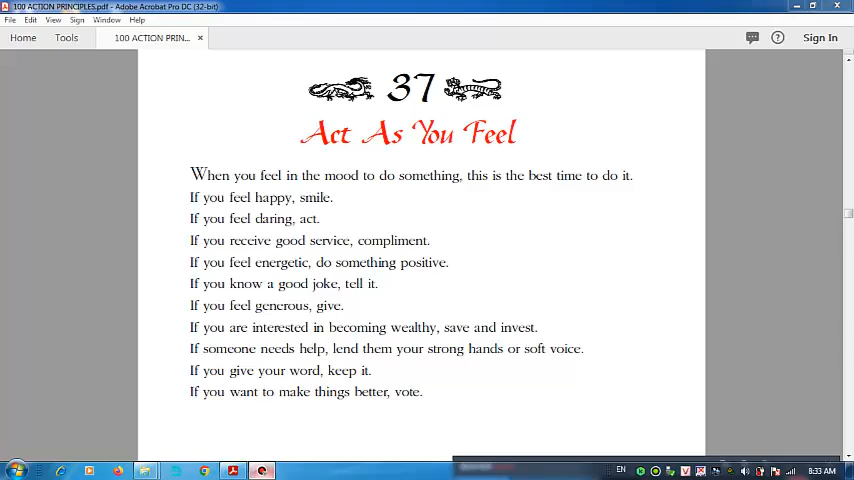 100 ACTION PRINCIPLES.pdf - Adobe Acrobat Pro DC (32-bit)
File Edit View Sign Window Help
Home Tools 100 ACTION PRIN... × Sign In
37
Act As You Feel
When you feel in the mood to do something, this is the best time to do it.
If you feel happy, smile.
If you feel daring, act.
If you receive good service, compliment.
If you feel energetic, do something positive.
If you know a good joke, tell it.
If you feel generous, give.
If you are interested in becoming wealthy, save and invest.
If someone needs help, lend them your strong hands or soft voice.
If you give your word, keep it.
If you want to make things better, vote.
EN 8:33 AM